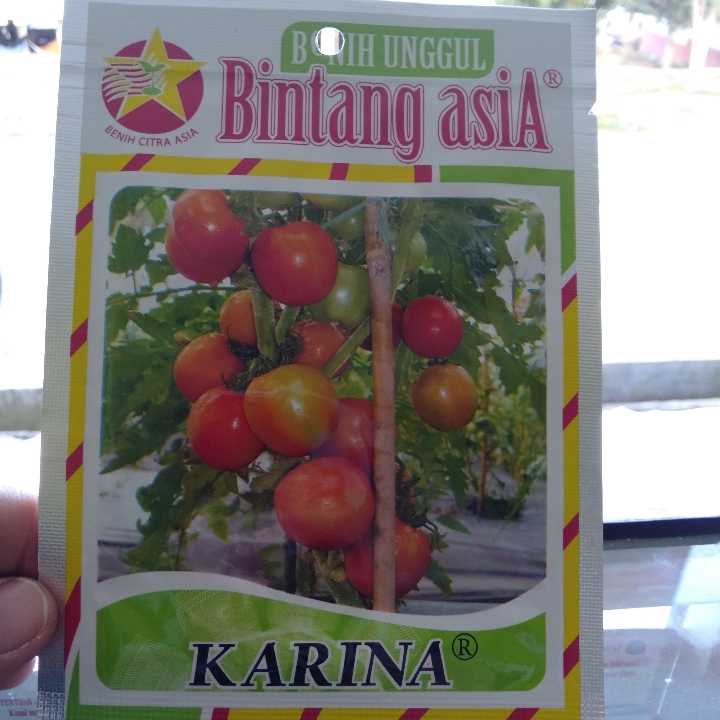 BENIH UNGGUL
Bintang asiA®
BENIH CITRA ASIA
KARINA®